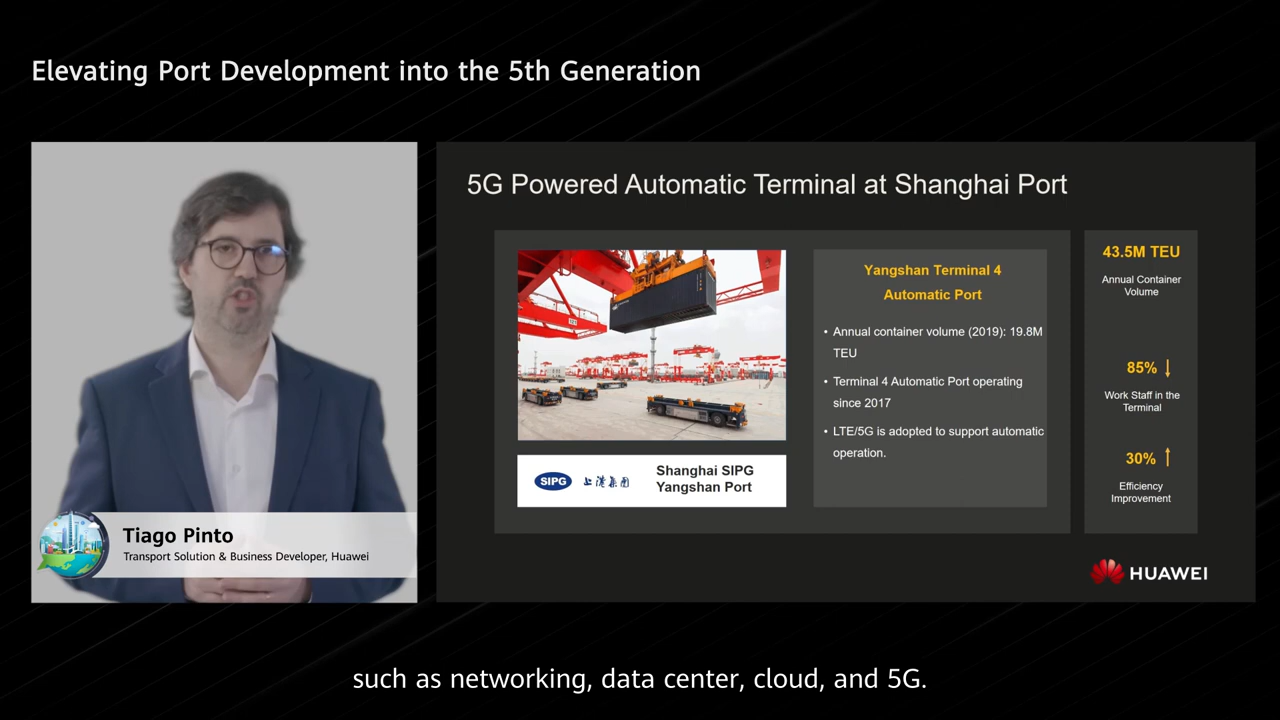 Elevating Port Development into the 5th Generation
5G Powered Automatic Terminal at Shanghai Port
Yangshan Terminal 4
Automatic Port
• Annual container volume (2019): 19.8M
TEU
• Terminal 4 Automatic Port operating
since 2017
• LTE/5G is adopted to support automatic
operation.
SIPG 上港集团
Shanghai SIPG
Yangshan Port
43.5M TEU
Annual Container
Volume
85% ↓
Work Staff in the
Terminal
30% ↑
Efficiency
Improvement
HUAWEI
Tiago Pinto
Transport Solution & Business Developer, Huawei
such as networking, data center, cloud, and 5G.